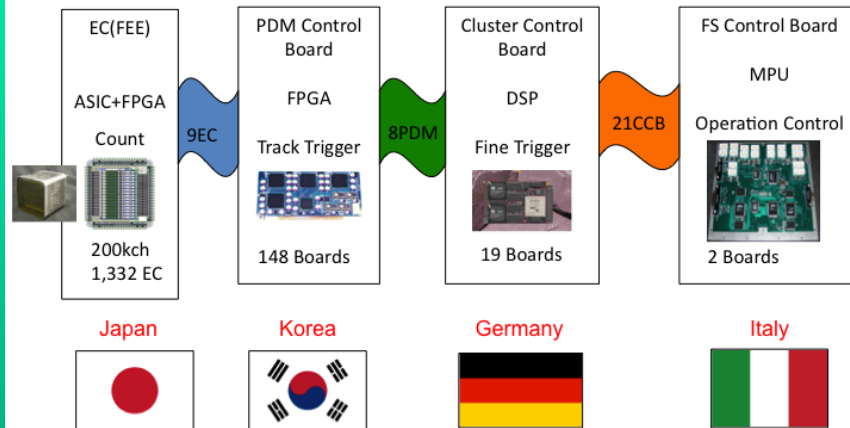 EC(FEE)
ASIC+FPGA
Count
200kch
1,332 EC
9EC
PDM Control
Board
FPGA
Track Trigger
148 Boards
8PDM
Cluster Control
Board
DSP
Fine Trigger
19 Boards
21CCB
FS Control Board
MPU
Operation Control
2 Boards
Japan
Korea
Germany
Italy